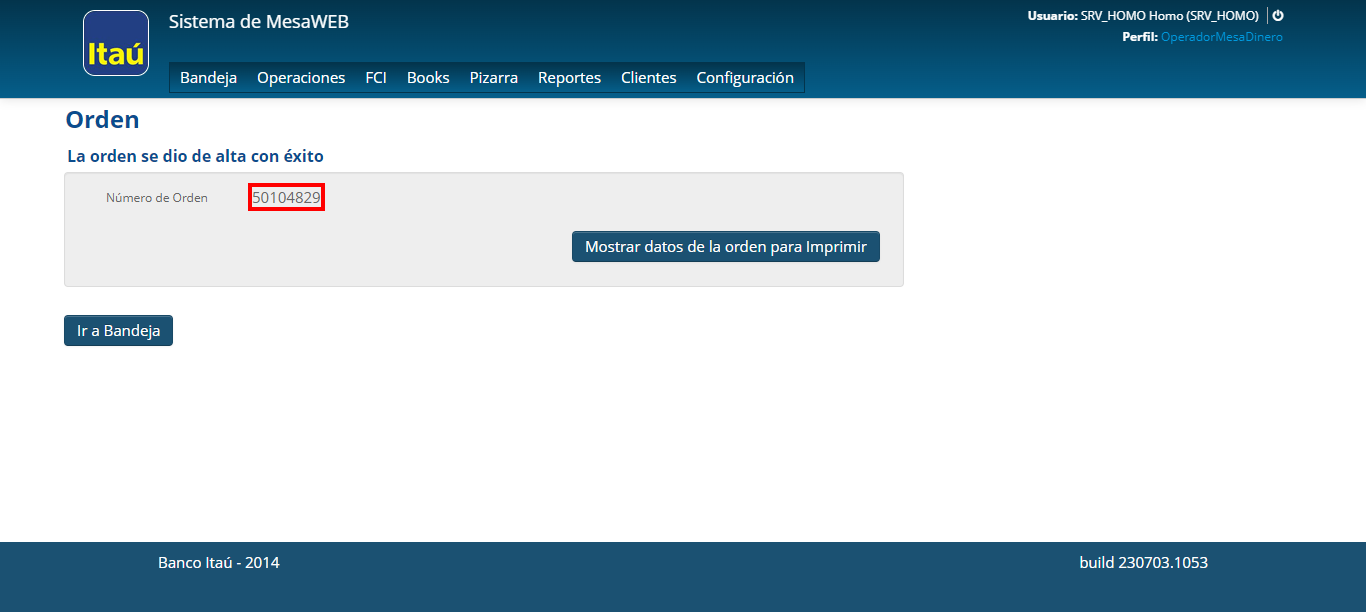 Itaú
Sistema de MesaWEB
Usuario: SRV_HOMO Homo (SRV_HOMO)
Perfil: OperadorMesaDinero
Bandeja Operaciones FCI Books Pizarra Reportes Clientes Configuración
Orden
La orden se dio de alta con éxito
Número de Orden 50104829
Mostrar datos de la orden para Imprimir
Ir a Bandeja
Banco Itaú - 2014 build 230703.1053